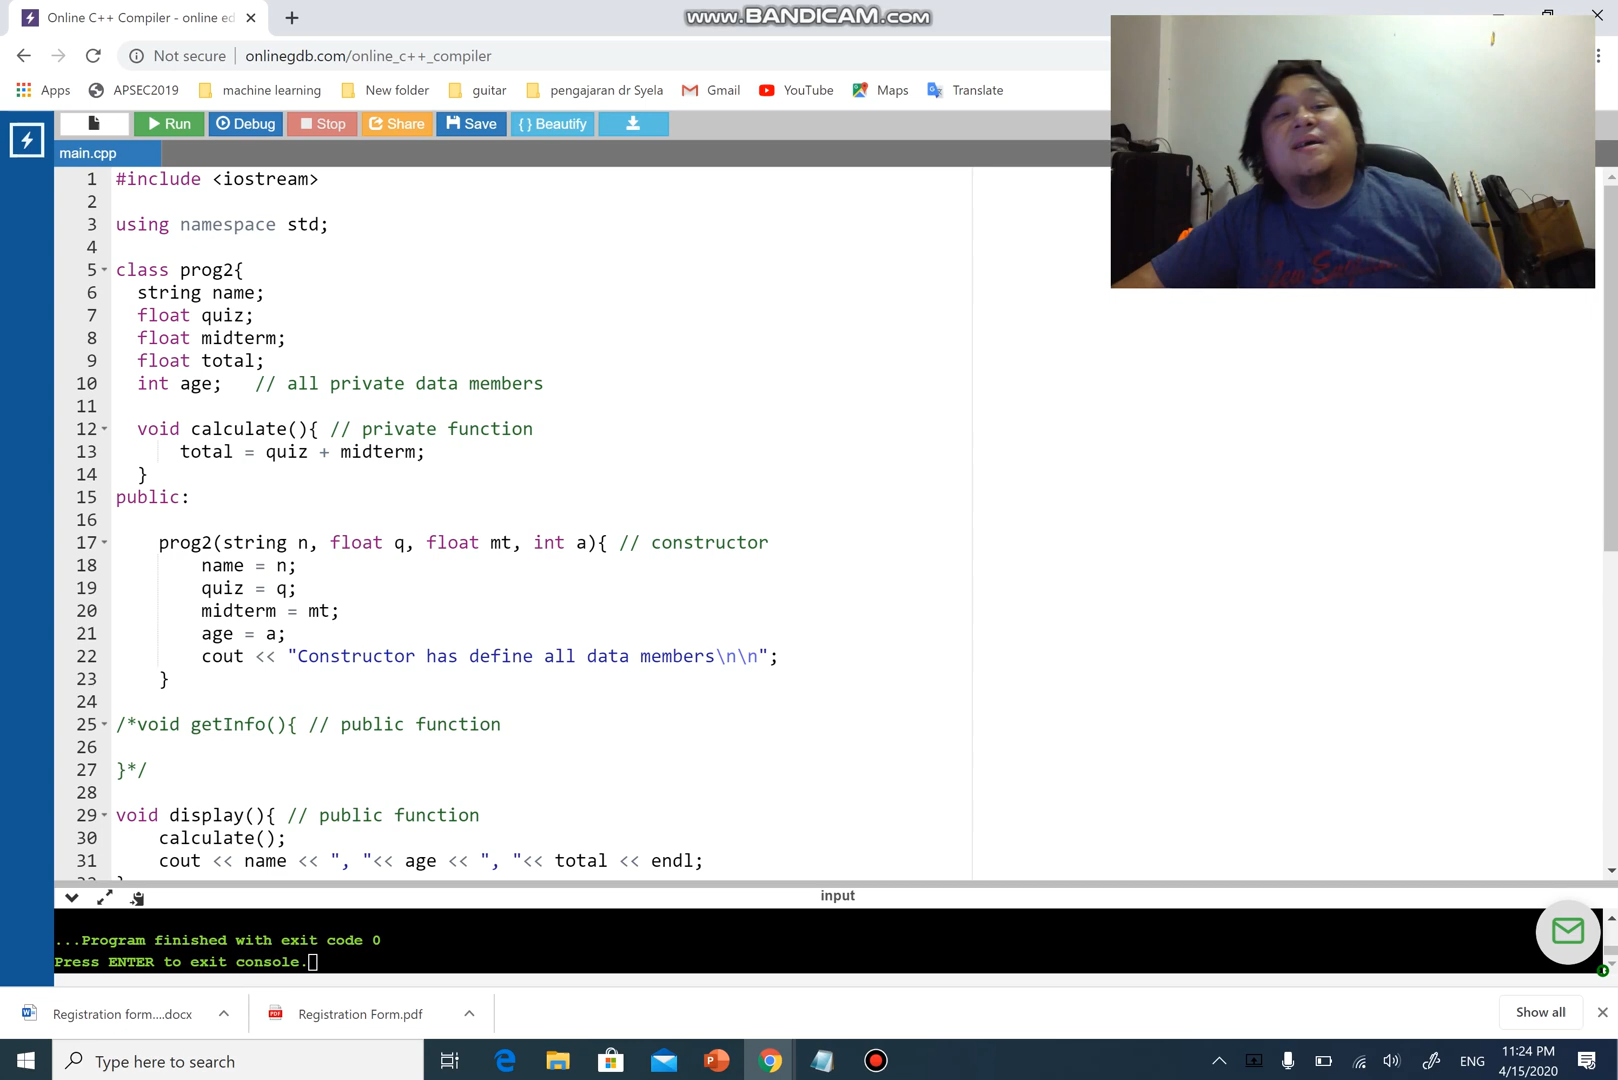 Online C++ Compiler - online ed
www.BANDICAM.com
Not secure
onlinegdb.com/online_c++_compiler
Apps
APSEC2019
machine learning
New folder
guitar
pengajaran dr Syela
Gmail
YouTube
Maps
Translate
Run
Debug
Stop
Share
Save
{ } Beautify
main.cpp
1 #include <iostream>
2
3 using namespace std;
4
5 class prog2{
6 string name;
7 float quiz;
8 float midterm;
9 float total;
10 int age; // all private data members
11
12 void calculate(){ // private function
13 total = quiz + midterm;
14 }
15 public:
16
17 prog2(string n, float q, float mt, int a){ // constructor
18 name = n;
19 quiz = q;
20 midterm = mt;
21 age = a;
22 cout << "Constructor has define all data members\n\n";
23 }
24
25 /*void getInfo(){ // public function
26
27 }*/
28
29 void display(){ // public function
30 calculate();
31 cout << name << ", "<< age << ", "<< total << endl;
input
...Program finished with exit code 0
Press ENTER to exit console.
Registration form....docx
Registration Form.pdf
Show all
Type here to search
ENG
11:24 PM
4/15/2020